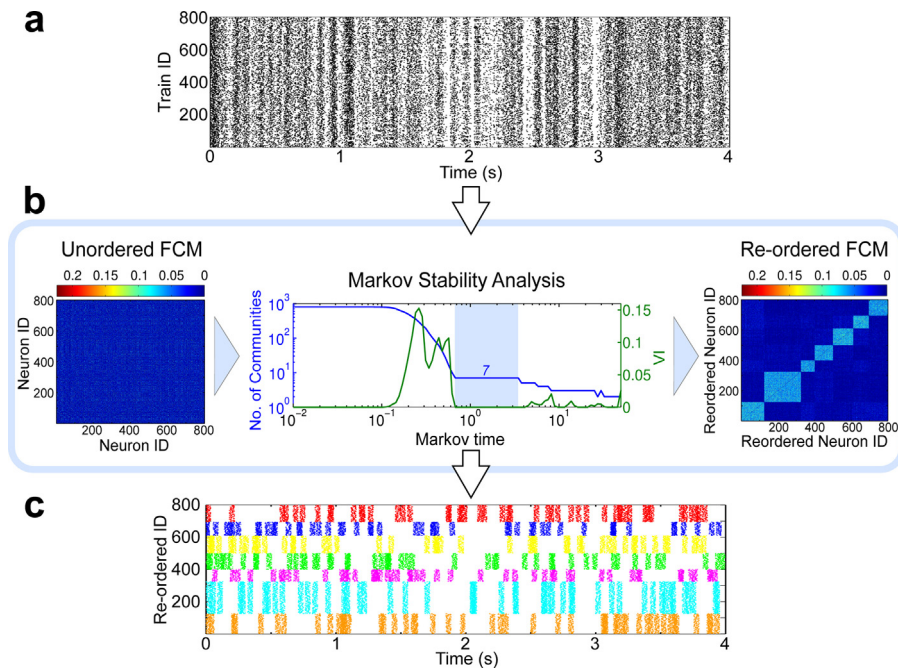 a
Train ID
800
600
400
200
0 1 2 3 4
Time (s)
b
Unordered FCM
0.2 0.15 0.1 0.05 0
Neuron ID
800
600
400
200
200 400 600 800
Neuron ID
Markov Stability Analysis
No. of Communities
10³
10²
10¹
10⁰
7
0.15
0.1
0.05
0
VI
10⁻² 10⁻¹ 10⁰ 10¹
Markov time
Re-ordered FCM
0.2 0.15 0.1 0.05 0
Reordered Neuron ID
800
600
400
200
200 400 600 800
Reordered Neuron ID
c
Re-ordered ID
800
600
400
200
0 1 2 3 4
Time (s)